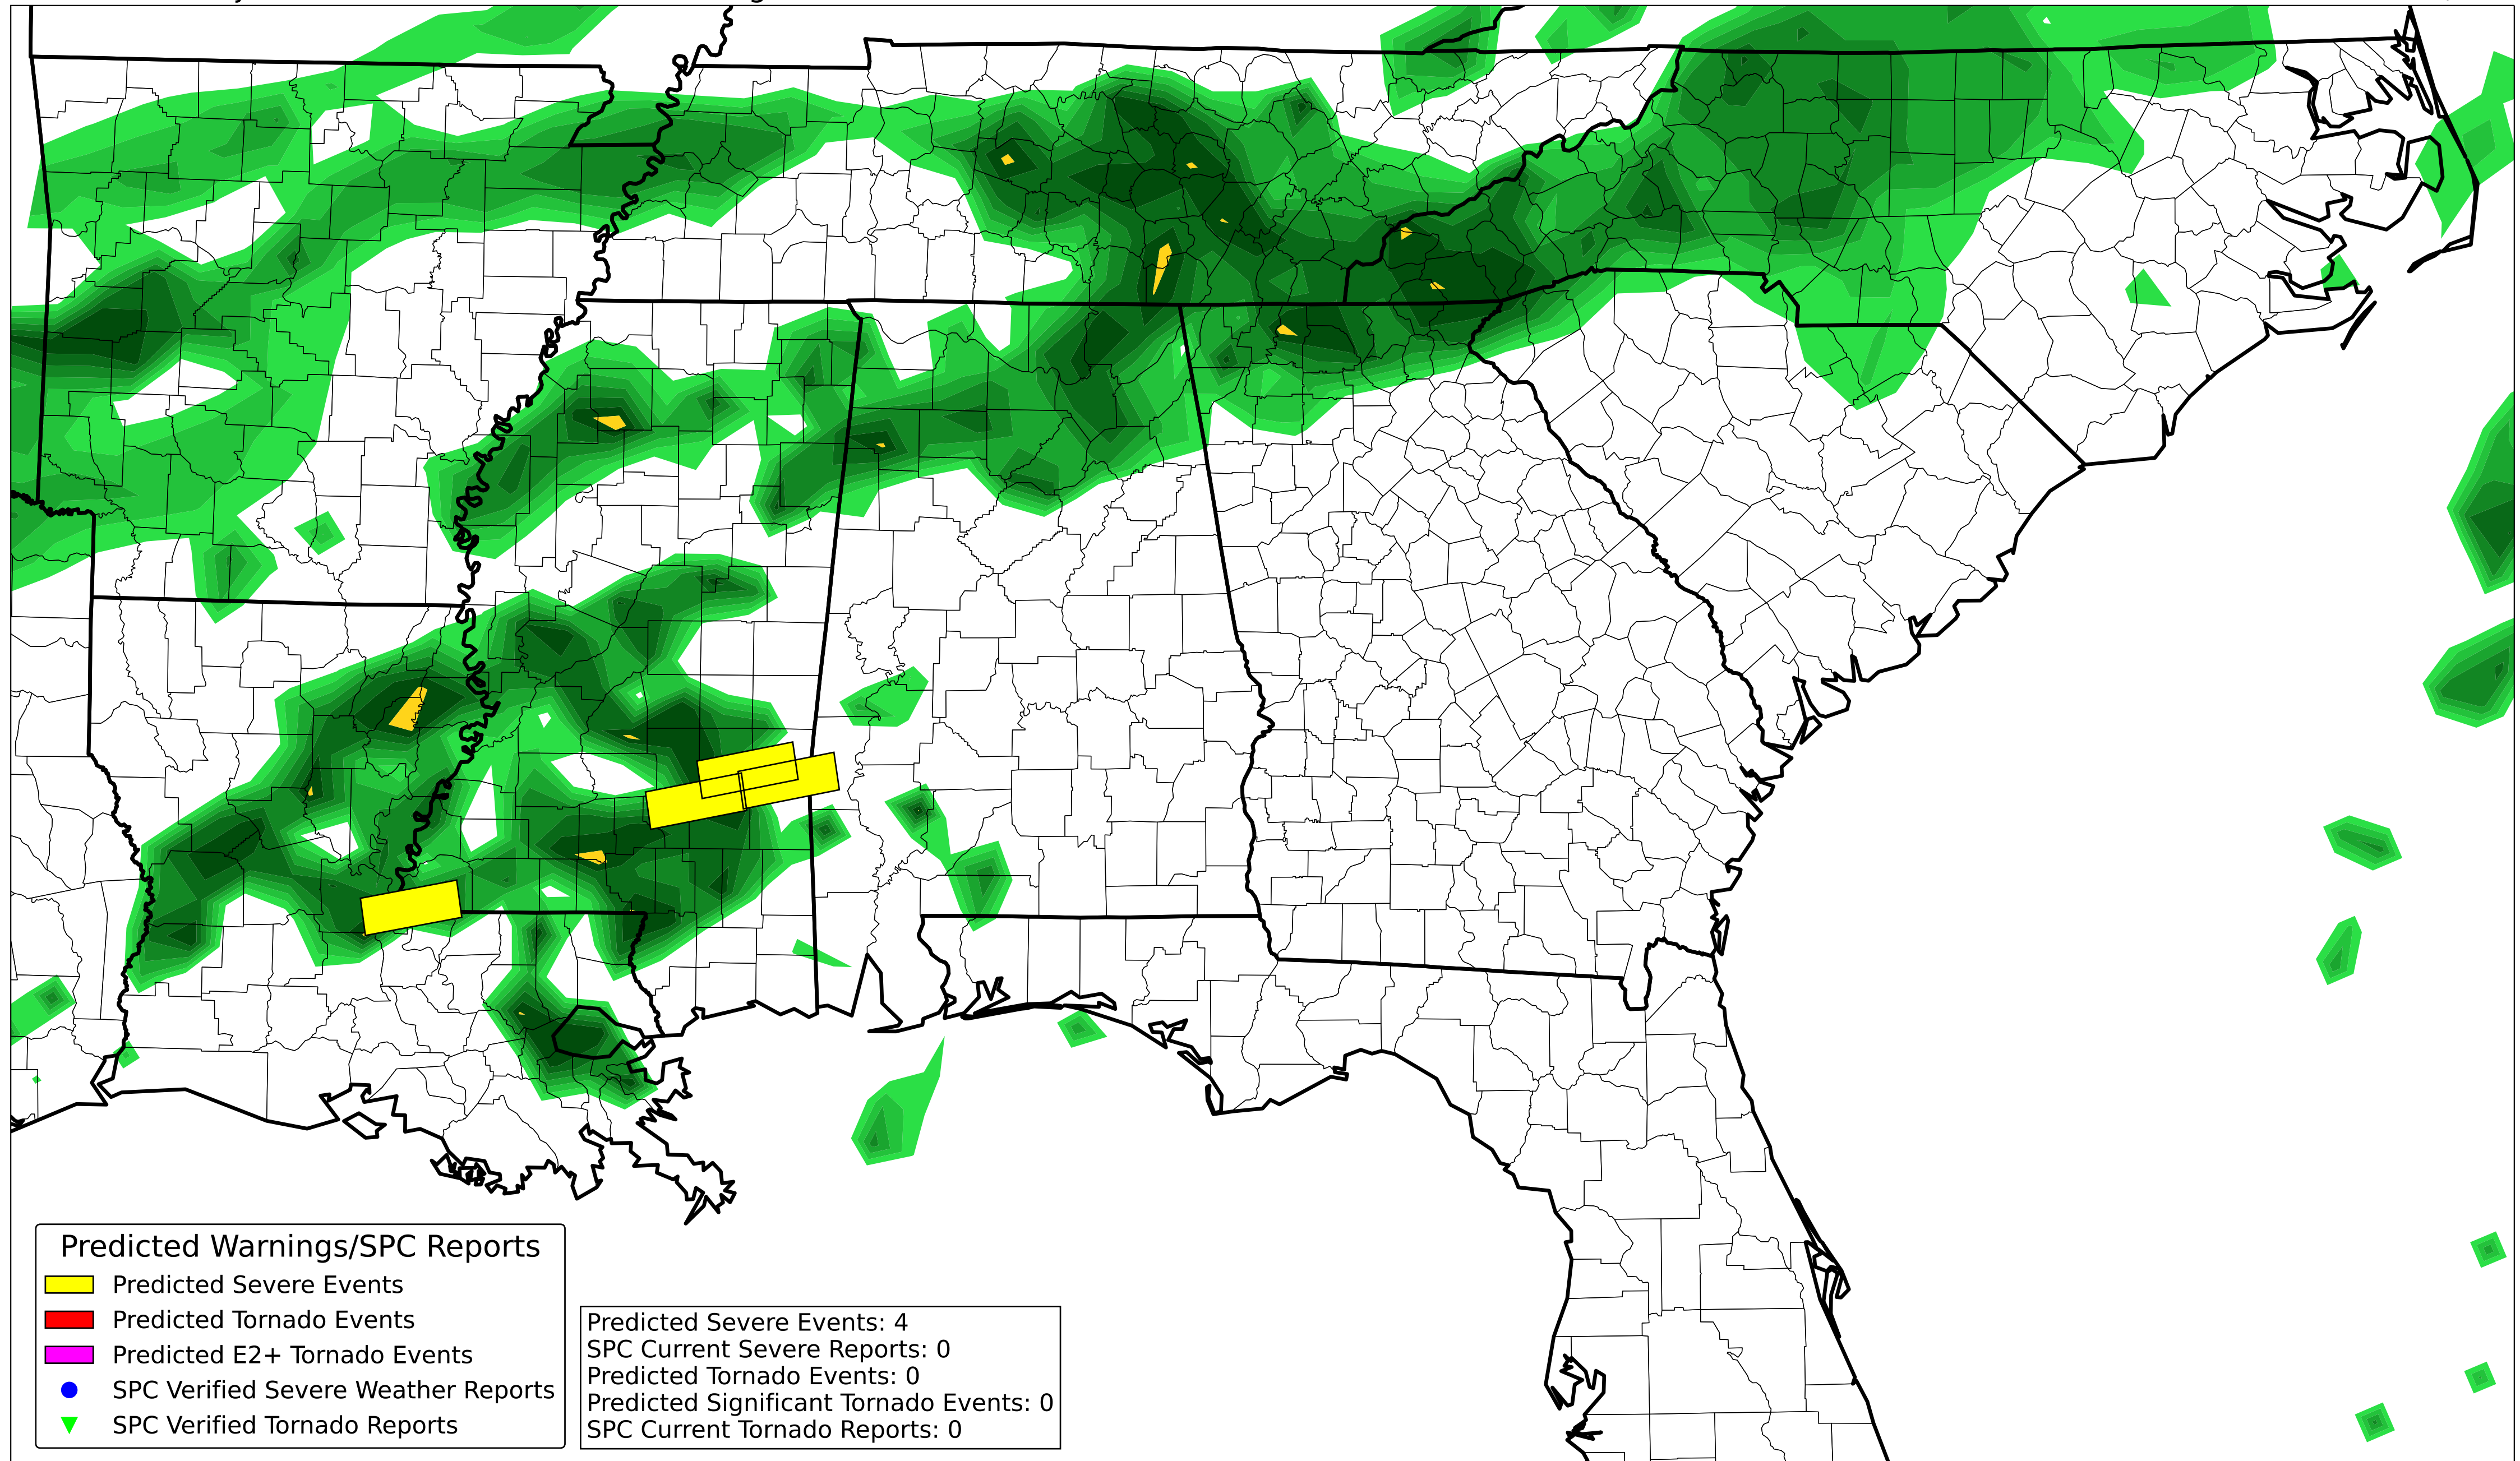 Predicted Warnings/SPC Reports
Predicted Severe Events
Predicted Tornado Events
Predicted E2+ Tornado Events
SPC Verified Severe Weather Reports
SPC Verified Tornado Reports
Predicted Severe Events: 4
SPC Current Severe Reports: 0
Predicted Tornado Events: 0
Predicted Significant Tornado Events: 0
SPC Current Tornado Reports: 0